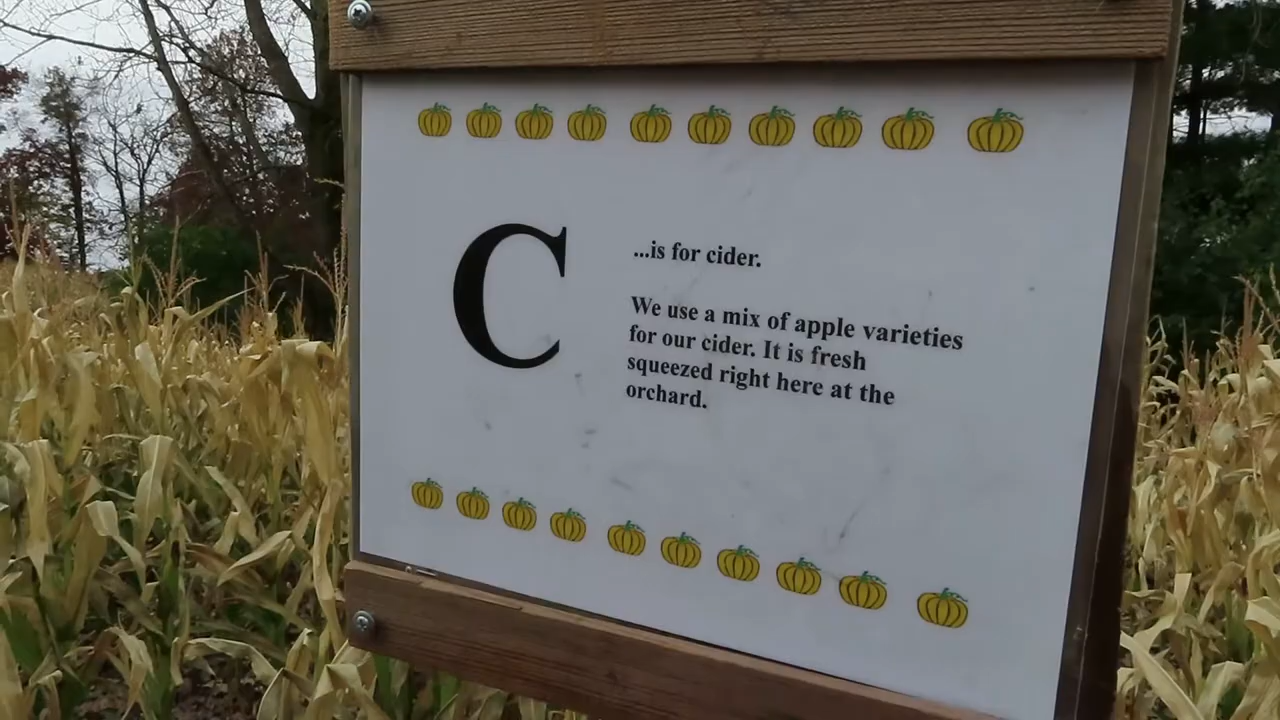 C
...is for cider.
We use a mix of apple varieties
for our cider. It is fresh
squeezed right here at the
orchard.